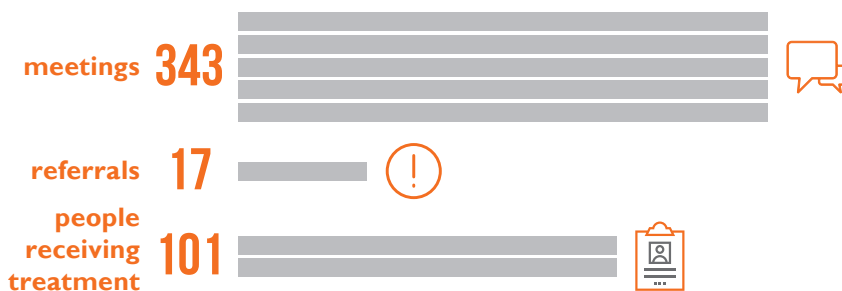 meetings 343
referrals 17
people
receiving 101
treatment